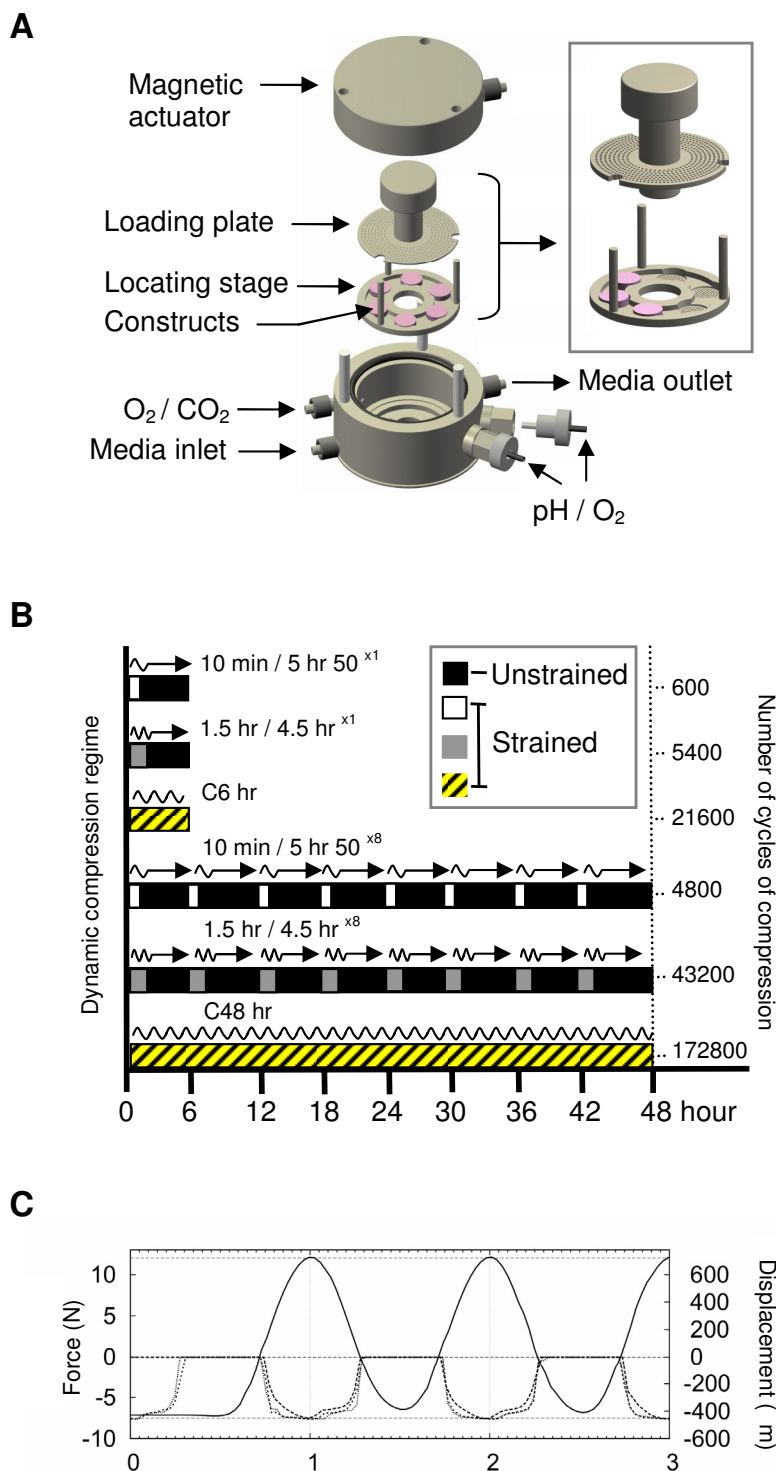 A
Magnetic
actuator
Loading plate
Locating stage
Constructs
O2 / CO2
Media inlet
Media outlet
pH / O2
B
Dynamic compression regime
10 min / 5 hr 50 x1
1.5 hr / 4.5 hr x1
C6 hr
10 min / 5 hr 50 x8
1.5 hr / 4.5 hr x8
C48 hr
Unstrained
Strained
600
5400
21600
4800
43200
172800
Number of cycles of compression
0 6 12 18 24 30 36 42 48 hour
C
Force (N)
10
5
0
-5
-10
600
400
200
0
-200
-400
-600
Displacement ( m)
0 1 2 3